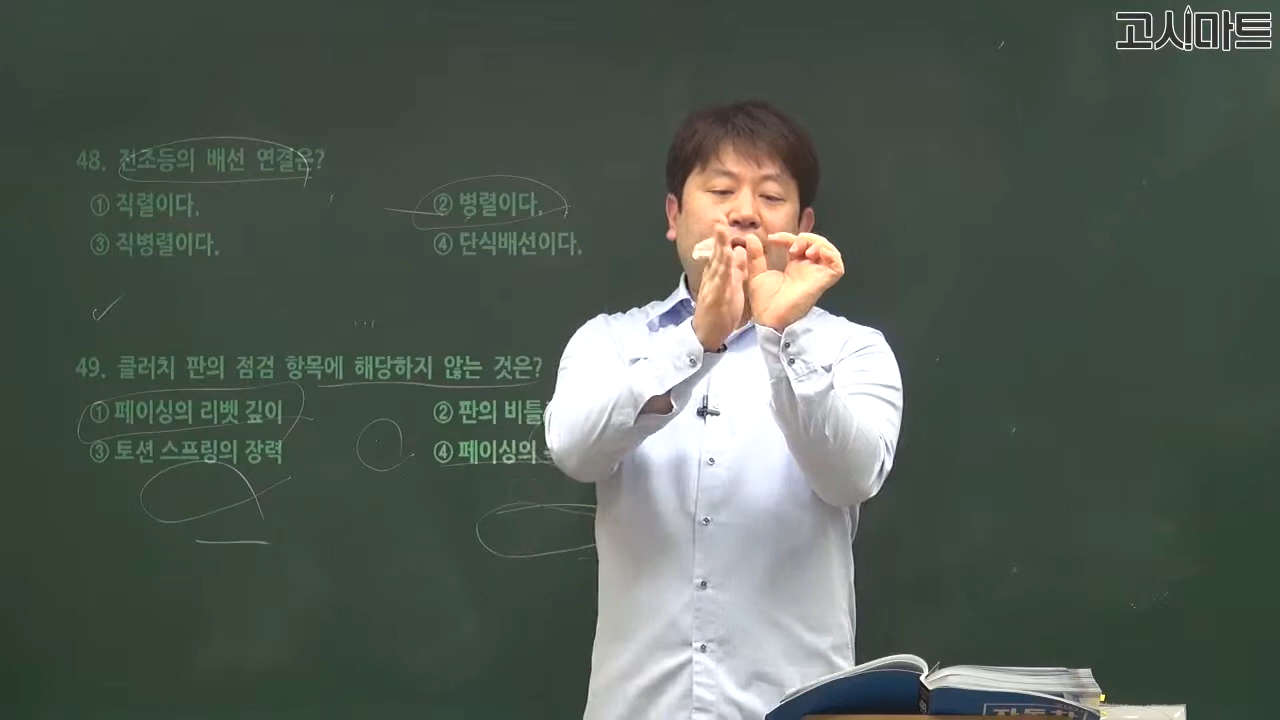 고시마트
48. 전조등의 배선 연결은?
① 직렬이다.
② 병렬이다.
③ 직병렬이다.
④ 단식배선이다.
49. 클러치 판의 점검 항목에 해당하지 않는 것은?
① 페이싱의 리벳 깊이
② 판의 비틀
③ 토션 스프링의 장력
④ 페이싱의